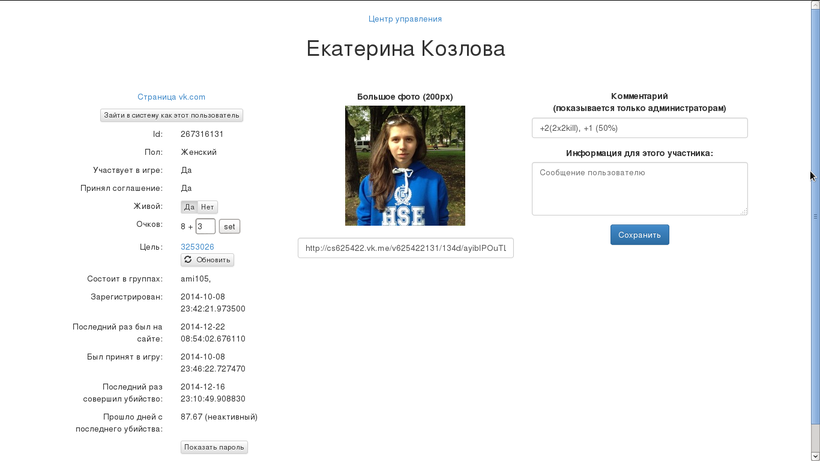 Центр управления
Екатерина Козлова
Страница vk.com
Зайти в систему как этот пользователь
Id: 267316131
Пол: Женский
Участвует в игре: Да
Принял соглашение: Да
Живой: Да Нет
Очков: 8 + 3 set
Цель: 3253026
Обновить
Состоит в группах: ami105,
Зарегистрирован: 2014-10-08
23:42:21.973500
Последний раз был на сайте: 2014-12-22
08:54:02.676110
Был принят в игру: 2014-10-08
23:46:22.727470
Последний раз совершил убийство: 2014-12-16
23:10:49.908830
Прошло дней с последнего убийства: 87.67 (неактивный)
Показать пароль
Большое фото (200px)
HSE
http://cs625422.vk.me/v625422131/134d/ayibIPOuTL
Комментарий
(показывается только администраторам)
+2(2x2kill), +1 (50%)
Информация для этого участника:
Сообщение пользователю
Сохранить